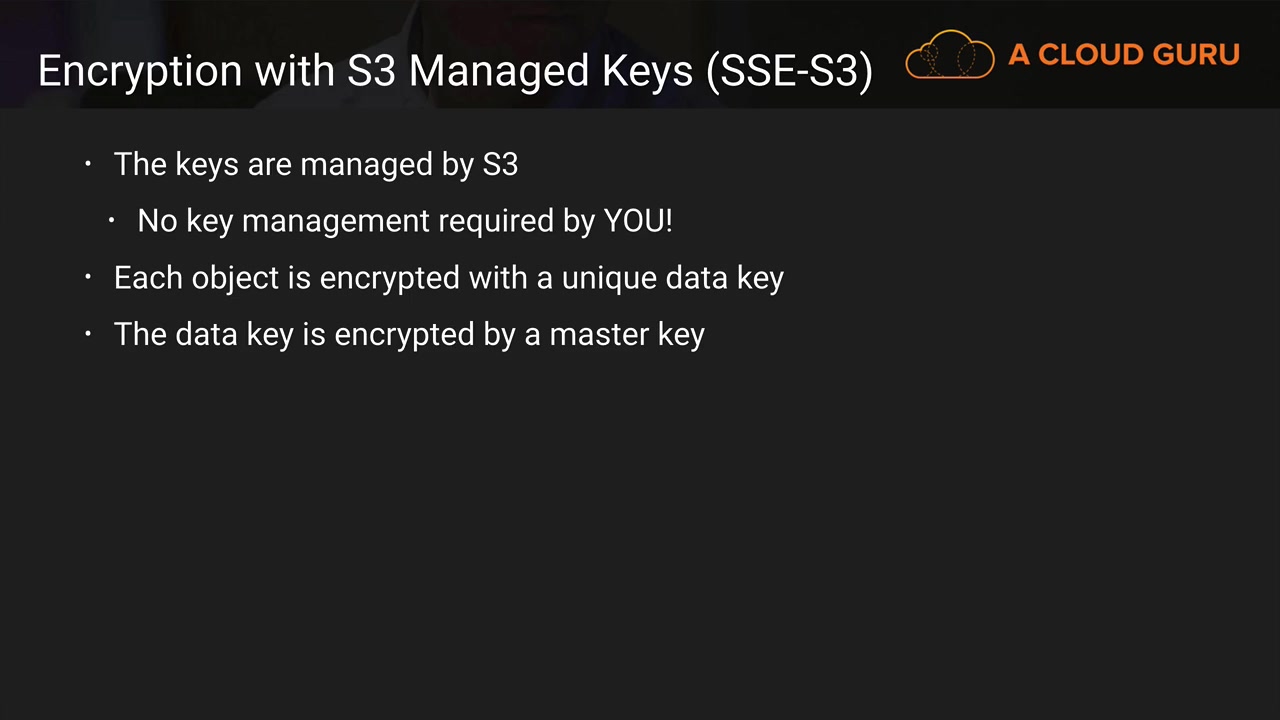 Encryption with S3 Managed Keys (SSE-S3)
A CLOUD GURU
• The keys are managed by S3
• No key management required by YOU!
• Each object is encrypted with a unique data key
• The data key is encrypted by a master key